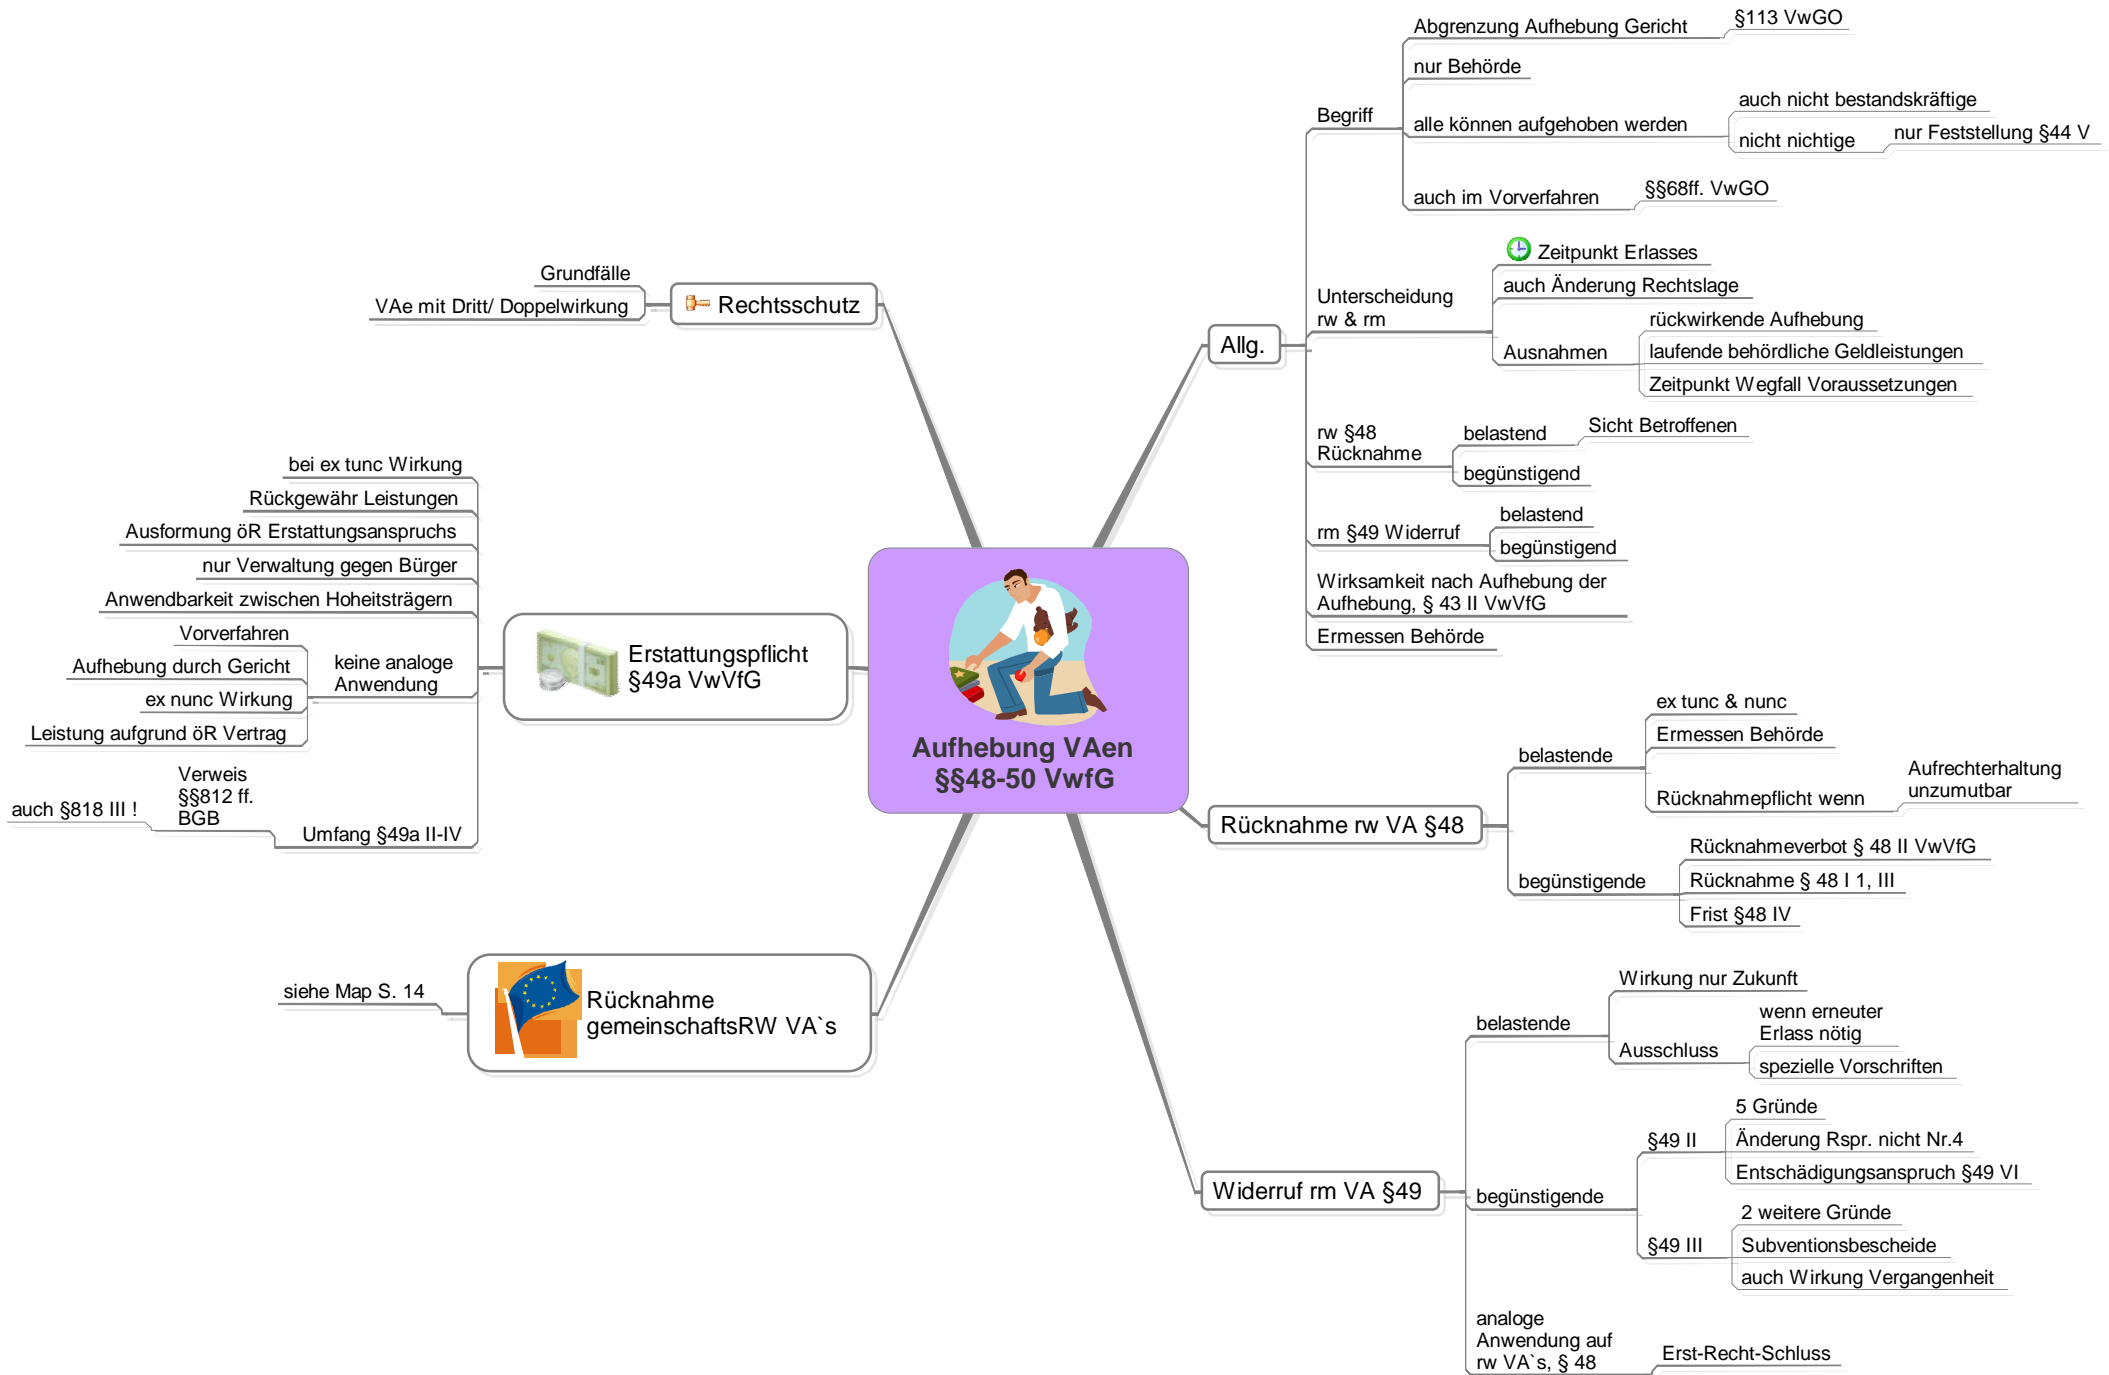 Aufhebung VAen
§§48-50 VwfG
Allg.
Begriff
Abgrenzung Aufhebung Gericht
§113 VwGO
nur Behörde
alle können aufgehoben werden
auch nicht bestandskräftige
nicht nichtige
nur Feststellung §44 V
auch im Vorverfahren
§§68ff. VwGO
Unterscheidung
rw & rm
Zeitpunkt Erlasses
auch Änderung Rechtslage
Ausnahmen
rückwirkende Aufhebung
laufende behördliche Geldleistungen
Zeitpunkt Wegfall Voraussetzungen
rw §48
Rücknahme
belastend
Sicht Betroffenen
begünstigend
rm §49 Widerruf
belastend
begünstigend
Wirksamkeit nach Aufhebung der
Aufhebung, § 43 II VwVfG
Ermessen Behörde
Rücknahme rw VA §48
belastende
ex tunc & nunc
Ermessen Behörde
Rücknahmepflicht wenn
Aufrechterhaltung
unzumutbar
begünstigende
Rücknahmeverbot § 48 II VwVfG
Rücknahme § 48 I 1, III
Frist §48 IV
Widerruf rm VA §49
belastende
Wirkung nur Zukunft
Ausschluss
wenn erneuter
Erlass nötig
spezielle Vorschriften
begünstigende
§49 II
5 Gründe
Änderung Rspr. nicht Nr.4
Entschädigungsanspruch §49 VI
§49 III
2 weitere Gründe
Subventionsbescheide
auch Wirkung Vergangenheit
analoge
Anwendung auf
rw VA`s, § 48
Erst-Recht-Schluss
Rechtsschutz
Grundfälle
VAe mit Dritt/ Doppelwirkung
Erstattungspflicht
§49a VwVfG
bei ex tunc Wirkung
Rückgewähr Leistungen
Ausformung öR Erstattungsanspruchs
nur Verwaltung gegen Bürger
Anwendbarkeit zwischen Hoheitsträgern
keine analoge
Anwendung
Vorverfahren
Aufhebung durch Gericht
ex nunc Wirkung
Leistung aufgrund öR Vertrag
Umfang §49a II-IV
Verweis
§§812 ff.
BGB
auch §818 III !
Rücknahme
gemeinschaftsRW VA`s
siehe Map S. 14